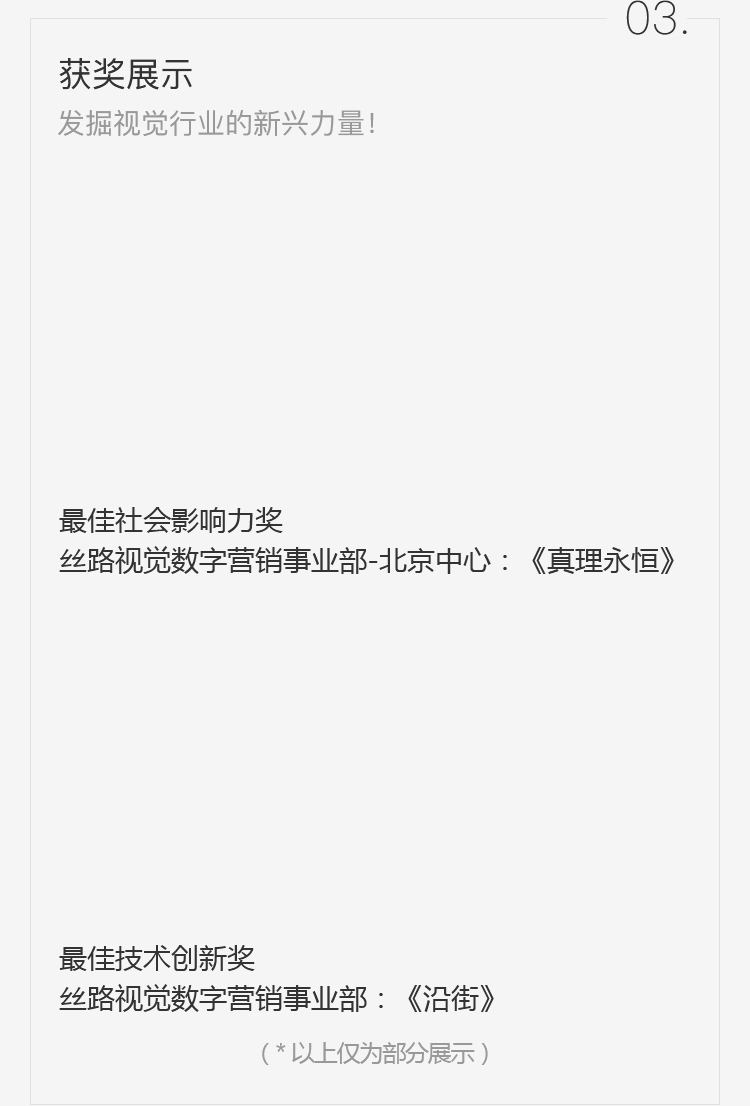 03.
获奖展示
发掘视觉行业的新兴力量!
最佳社会影响力奖
丝路视觉数字营销事业部-北京中心：《真理永恒》
最佳技术创新奖
丝路视觉数字营销事业部：《沿街》
（*以上仅为部分展示）